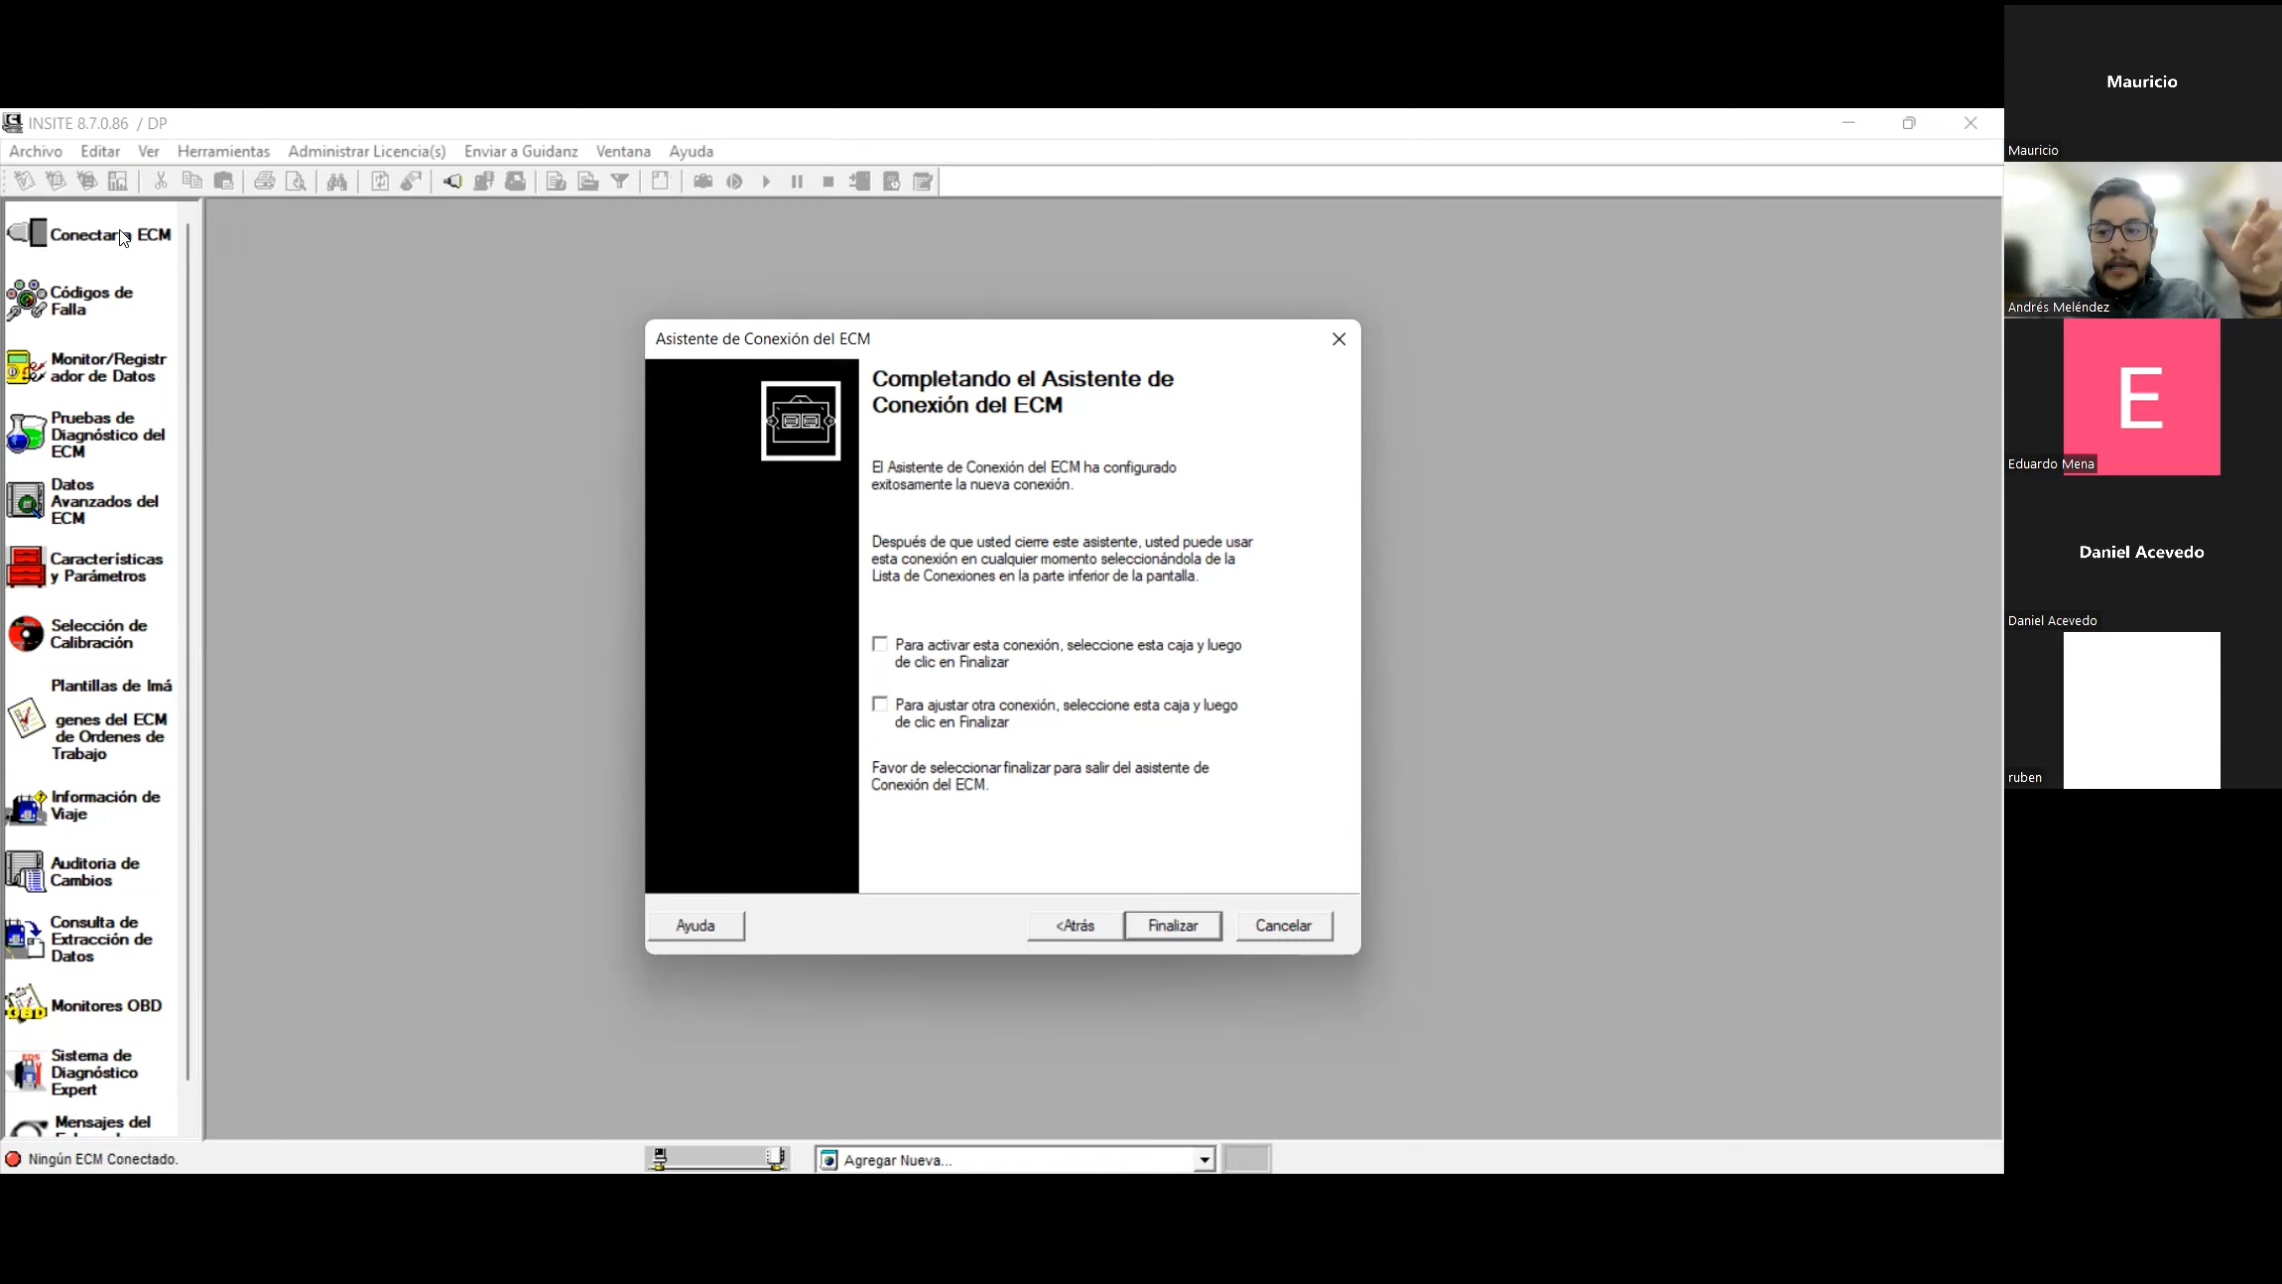 INSITE 8.7.0.86 / DP
Archivo Editar Ver Herramientas Administrar Licencia(s) Enviar a Guidanz Ventana Ayuda
Conectar a ECM
Códigos de
Falla
Monitor/Registr
ador de Datos
Pruebas de
Diagnóstico del
ECM
Datos
Avanzados del
ECM
Características
y Parámetros
Selección de
Calibración
Plantillas de Imá
genes del ECM
de Ordenes de
Trabajo
Información de
Viaje
Auditoria de
Cambios
Consulta de
Extracción de
Datos
OBD
Monitores OBD
EDS
Sistema de
Diagnóstico
Expert
Mensajes del
Ningún ECM Conectado.
Agregar Nueva...
Asistente de Conexión del ECM
Completando el Asistente de
Conexión del ECM
El Asistente de Conexión del ECM ha configurado
exitosamente la nueva conexión.
Después de que usted cierre este asistente, usted puede usar
esta conexión en cualquier momento seleccionándola de la
Lista de Conexiones en la parte inferior de la pantalla.
Para activar esta conexión, seleccione esta caja y luego
de clic en Finalizar
Para ajustar otra conexión, seleccione esta caja y luego
de clic en Finalizar
Favor de seleccionar finalizar para salir del asistente de
Conexión del ECM.
Ayuda <Atrás Finalizar Cancelar
Mauricio
Mauricio
Andrés Meléndez
E
Eduardo Mena
Daniel Acevedo
Daniel Acevedo
ruben